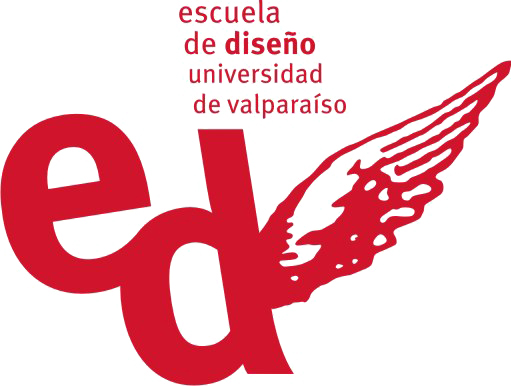 escuela
de diseño
universidad
de valparaíso
ed